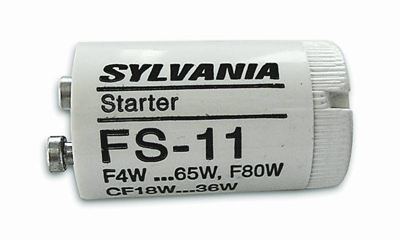 SYLVANIA
Starter
FS-11
F4W ...65W, F80W
CF18W...36W